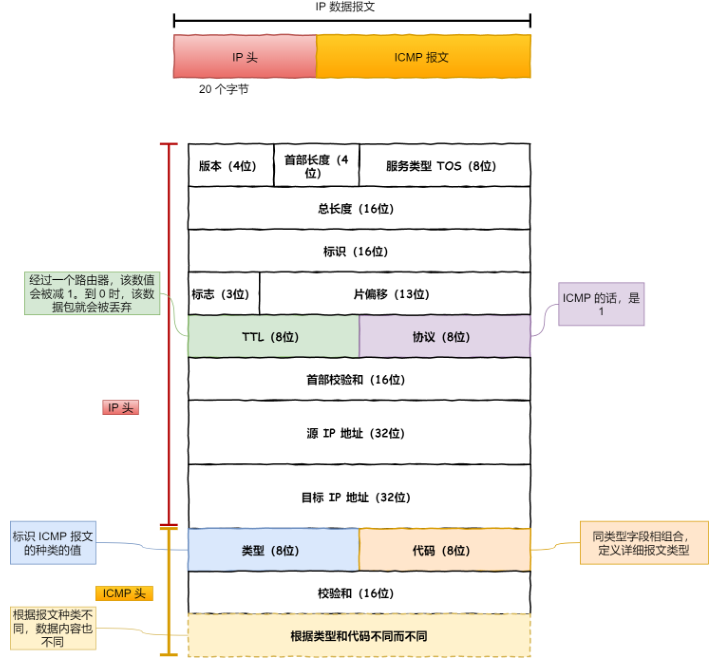 IP 数据报文
IP 头
ICMP 报文
20 个字节
版本（4位）
首部长度（4
位）
服务类型 TOS（8位）
总长度（16位）
标识（16位）
经过一个路由器，该数值
会被减 1。到 0 时，该数
据包就会被丢弃
标志（3位）
片偏移（13位）
ICMP 的话，是
1
TTL（8位）
协议（8位）
首部校验和（16位）
IP 头
源 IP 地址（32位）
目标 IP 地址（32位）
标识 ICMP 报文
的种类的值
类型（8位）
代码（8位）
同类型字段相组合，
定义详细报文类型
ICMP 头
校验和（16位）
根据报文种类不
同，数据内容也
不同
根据类型和代码不同而不同